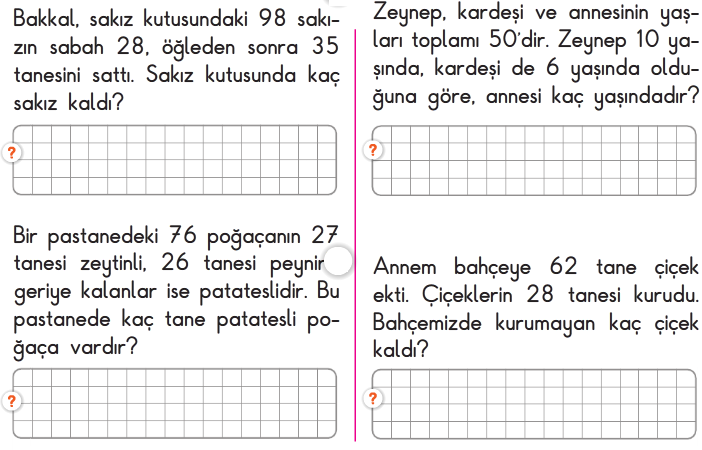 Bakkal, sakız kutusundaki 98 sakı-
zın sabah 28, öğleden sonra 35
tanesini sattı. Sakız kutusunda kaç
sakız kaldı?
?
Bir pastanedeki 76 poğaçanın 27
tanesi zeytinli, 26 tanesi
geriye kalanlar ise patateslidir. Bu
pastanede kaç tane patatesli po-
ğaça vardır?
?
Zeynep, kardeşi ve annesinin yaş-
ları toplamı 50'dir. Zeynep 10 ya-
şında, kardeşi de 6 yaşında oldu-
ğuna göre, annesi kaç yaşındadır?
?
Annem bahçeye 62 tane çiçek
ekti. Çiçeklerin 28 tanesi kurudu.
Bahçemizde kurumayan kaç çiçek
kaldı?
?